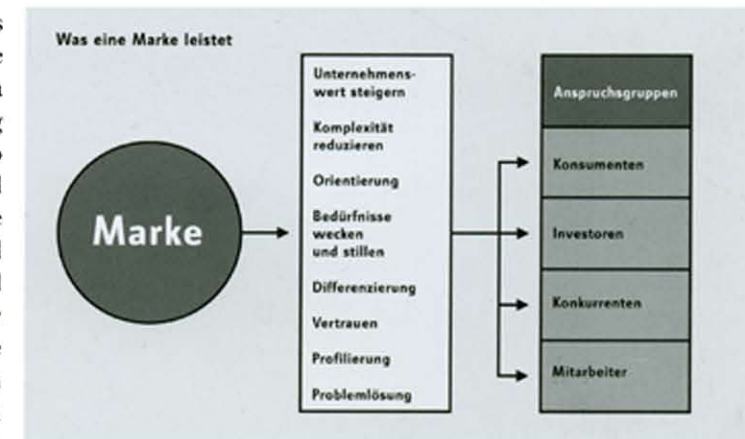 Was eine Marke leistet
Marke
Unternehmens-
wert steigern
Komplexität
reduzieren
Orientierung
Bedürfnisse
wecken
und stillen
Differenzierung
Vertrauen
Profilierung
Problemlösung
Anspruchsgruppen
Konsumenten
Investoren
Konkurrenten
Mitarbeiter